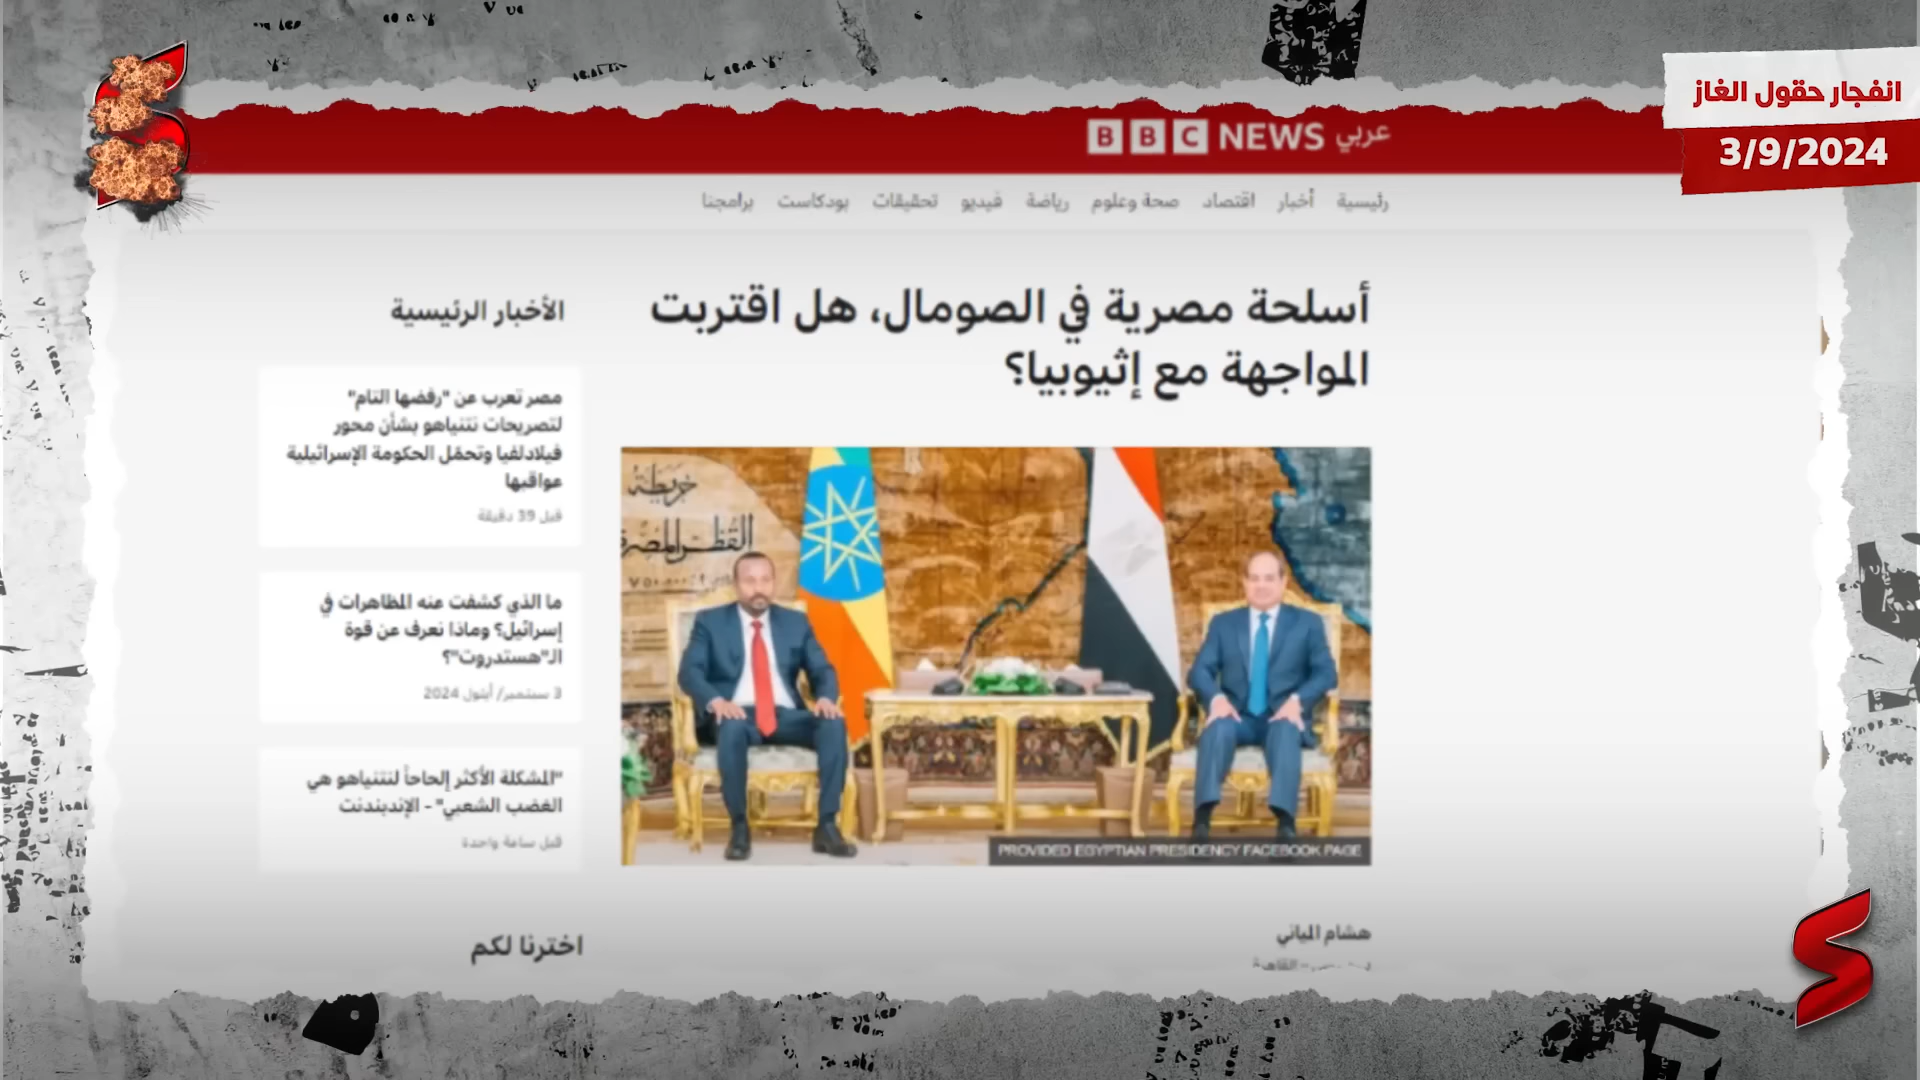 انفجار حقول الغاز
3/9/2024
BBC NEWS عربي
رئيسية أخبار اقتصاد صحة وعلوم رياضة فيديو تحقيقات بودكاست برامجنا
أسلحة مصرية في الصومال، هل اقتربت
المواجهة مع إثيوبيا؟
خريطة
القطر المصر
PROVIDED EGYPTIAN PRESIDENCY FACEBOOK PAGE
هشام المياني
الأخبار الرئيسية
مصر تعرب عن "رفضها التام"
لتصريحات نتنياهو بشأن محور
فيلادلفيا وتحمّل الحكومة الإسرائيلية
عواقبها
قبل 39 دقيقة
ما الذي كشفت عنه المظاهرات في
إسرائيل؟ وماذا نعرف عن قوة
الـ"هستدروت"؟
3 سبتمبر/ أيلول 2024
"المشكلة الأكثر إلحاحاً لنتنياهو هي
الغضب الشعبي" - الإندبندنت
قبل ساعة واحدة
اخترنا لكم